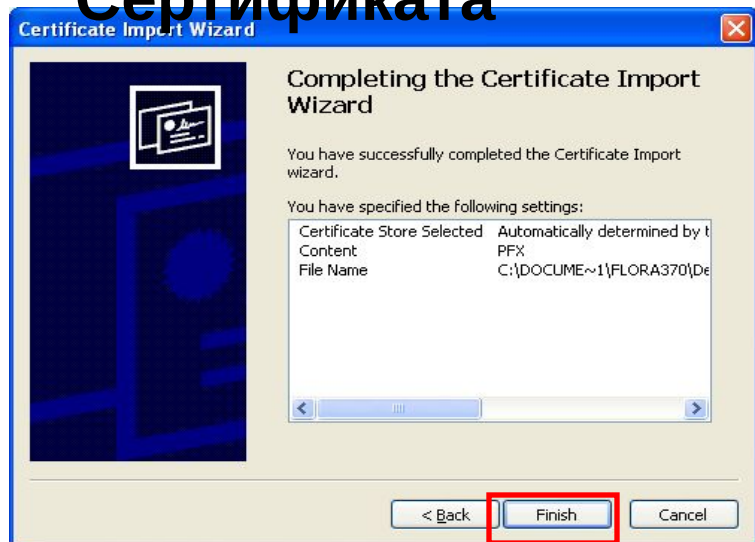 Сертификата
Certificate Import Wizard
Completing the Certificate Import
Wizard
You have successfully completed the Certificate Import
wizard.
You have specified the following settings:
Certificate Store Selected Automatically determined by t
Content PFX
File Name C:\DOCUME~1\FLORA370\De
< Back Finish Cancel